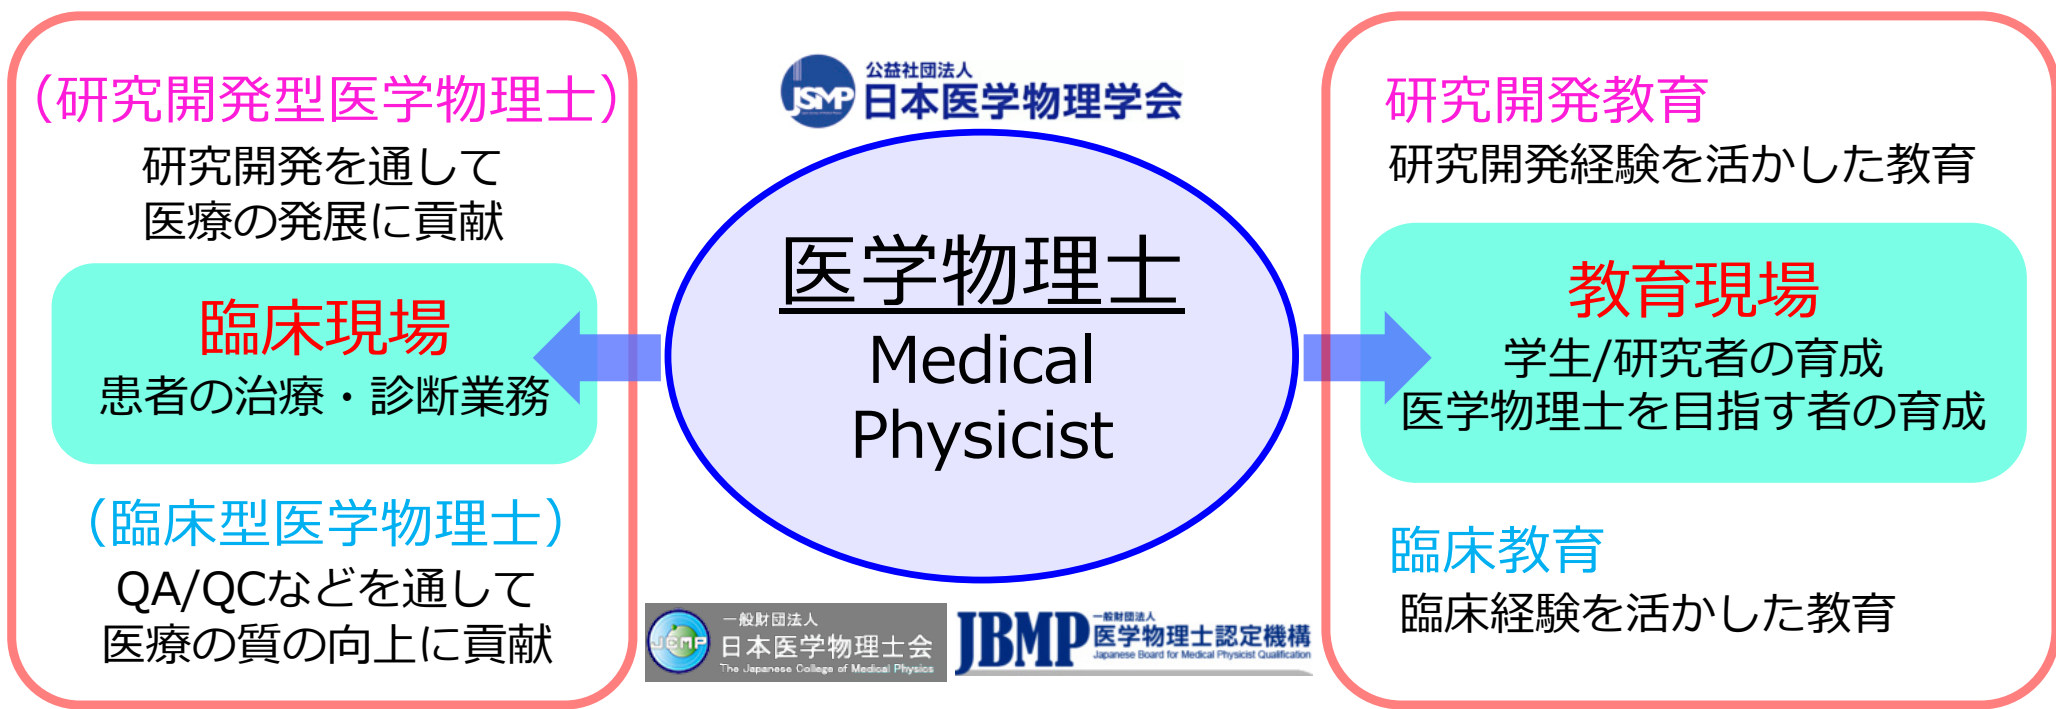 （研究開発型医学物理士）
研究開発を通して
医療の発展に貢献
臨床現場
患者の治療・診断業務
（臨床型医学物理士）
QA/QCなどを通して
医療の質の向上に貢献
JSMP
公益社団法人
日本医学物理学会
医学物理士
Medical
Physicist
JCMP
一般財団法人
日本医学物理士会
The Japanese College of Medical Physics
JBMP
一般財団法人
医学物理士認定機構
Japanese Board for Medical Physicist Qualification
研究開発教育
研究開発経験を活かした教育
教育現場
学生/研究者の育成
医学物理士を目指す者の育成
臨床教育
臨床経験を活かした教育